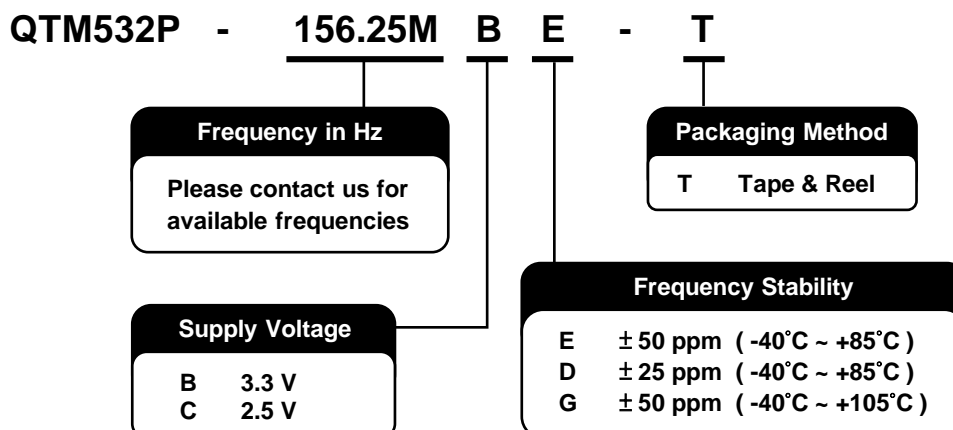 QTM532P - 156.25M B E - T
Frequency in Hz
Please contact us for
available frequencies
Packaging Method
T Tape & Reel
Supply Voltage
B 3.3 V
C 2.5 V
Frequency Stability
E ±50 ppm ( -40°C ~ +85°C )
D ±25 ppm ( -40°C ~ +85°C )
G ±50 ppm ( -40°C ~ +105°C )